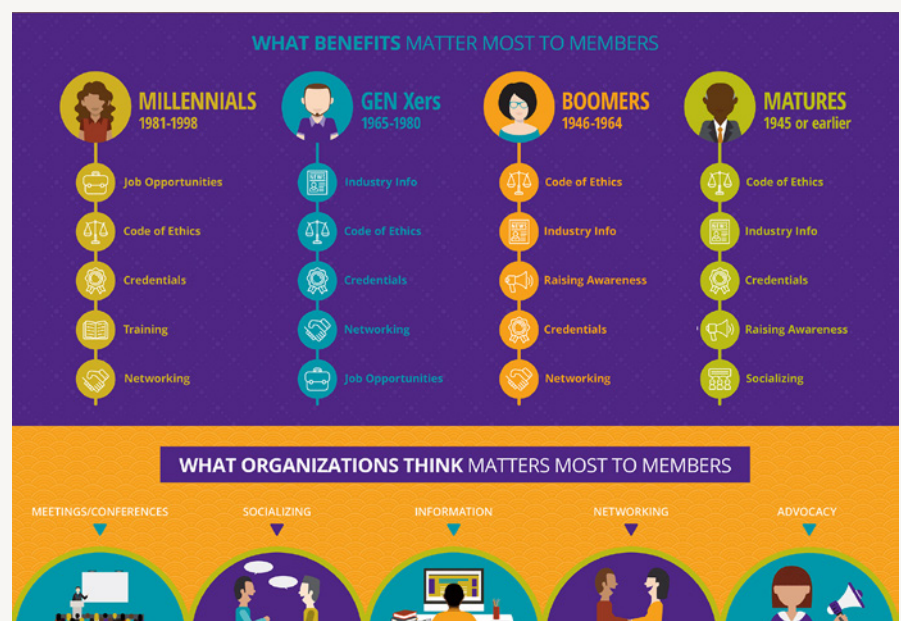 WHAT BENEFITS MATTER MOST TO MEMBERS
MILLENNIALS
1981-1998
Job Opportunities
Code of Ethics
Credentials
Training
Networking
GEN Xers
1965-1980
Industry Info
Code of Ethics
Credentials
Networking
Job Opportunities
BOOMERS
1946-1964
Code of Ethics
Industry Info
Raising Awareness
Credentials
Networking
MATURES
1945 or earlier
Code of Ethics
Industry Info
Credentials
Raising Awareness
Socializing
WHAT ORGANIZATIONS THINK MATTERS MOST TO MEMBERS
MEETINGS/CONFERENCES
SOCIALIZING
INFORMATION
NETWORKING
ADVOCACY